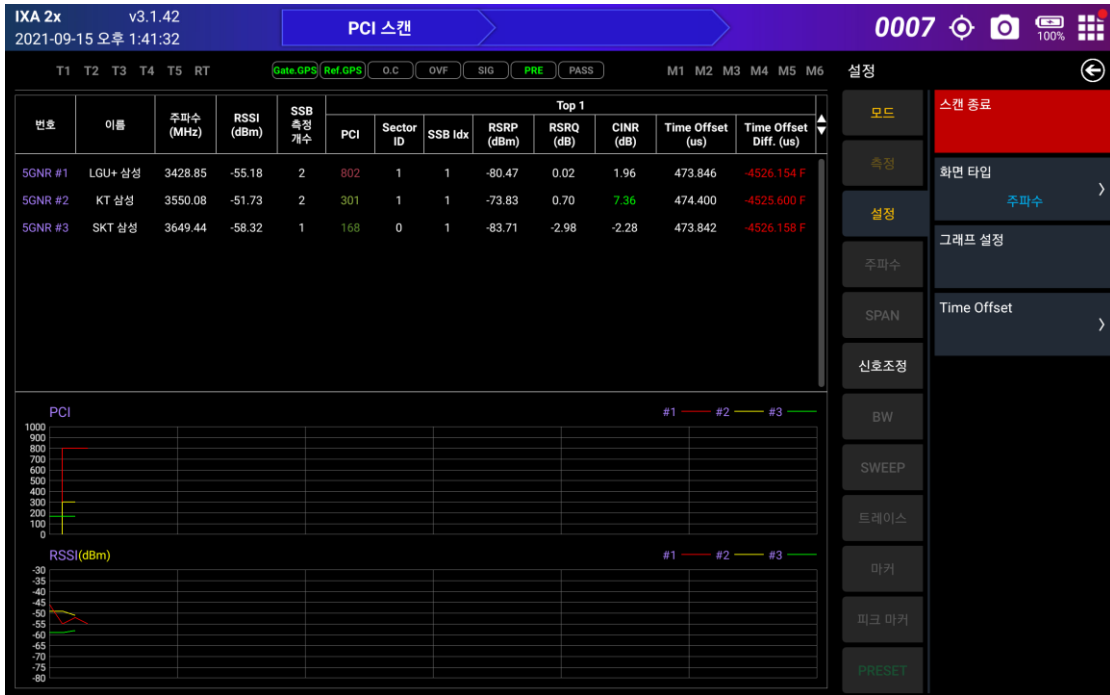 IXA 2x v3.1.42
2021-09-15 오후 1:41:32
PCI 스캔
0007
100%
T1 T2 T3 T4 T5 RT Gate.GPS Ref.GPS O.C OVF SIG PRE PASS M1 M2 M3 M4 M5 M6
번호 이름 주파수 (MHz) RSSI (dBm) SSB 측정 개수 Top 1
PCI Sector ID SSB Idx RSRP (dBm) RSRQ (dB) CINR (dB) Time Offset (us) Time Offset Diff. (us)
5GNR #1 LGU+ 삼성 3428.85 -55.18 2 802 1 1 -80.47 0.02 1.96 473.846 -4526.154 F
5GNR #2 KT 삼성 3550.08 -51.73 2 301 1 1 -73.83 0.70 7.36 474.400 -4525.600 F
5GNR #3 SKT 삼성 3649.44 -58.32 1 168 0 1 -83.71 -2.98 -2.28 473.842 -4526.158 F
PCI #1 #2 #3
1000
900
800
700
600
500
400
300
200
100
0
RSSI(dBm) #1 #2 #3
-30
-35
-40
-45
-50
-55
-60
-65
-70
-75
-80
설정
모드
측정
설정
주파수
SPAN
신호조정
BW
SWEEP
트레이스
마커
피크 마커
PRESET
스캔 종료
화면 타입
주파수
그래프 설정
Time Offset